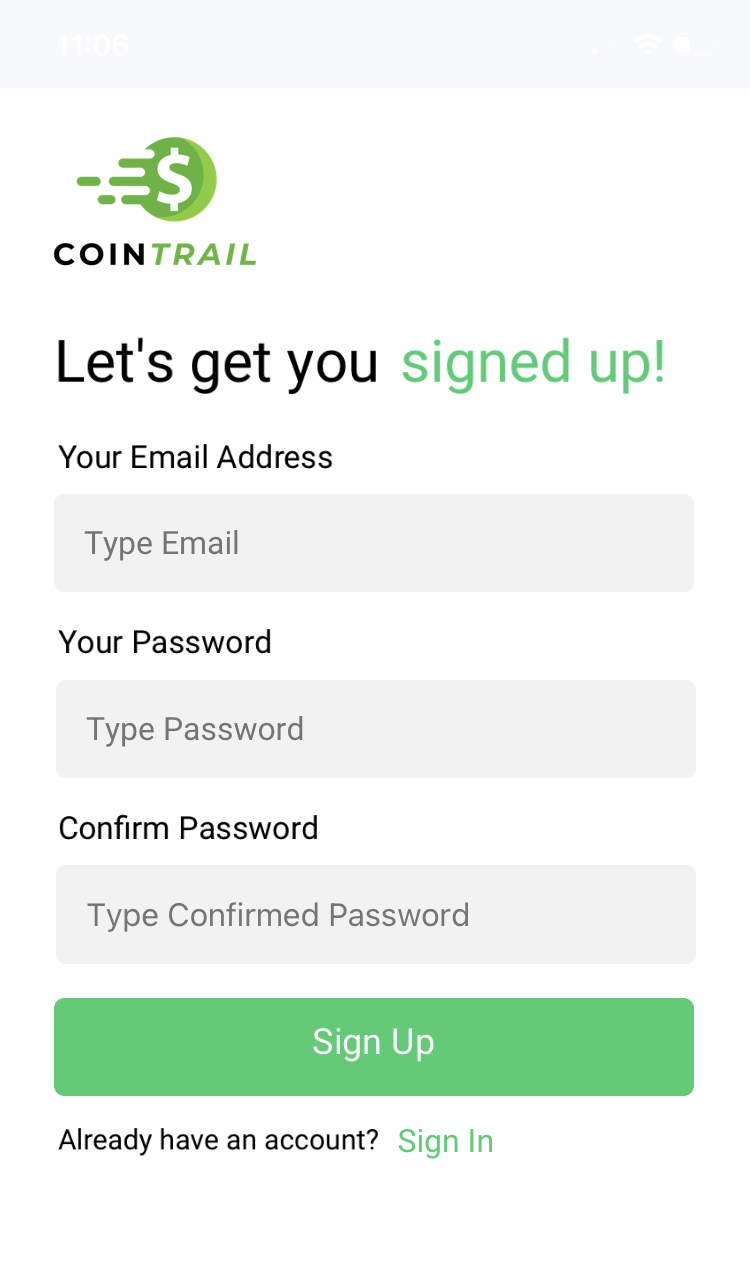 11:06
$
COINTRAIL
Let's get you signed up!
Your Email Address
Type Email
Your Password
Type Password
Confirm Password
Type Confirmed Password
Sign Up
Already have an account? Sign In